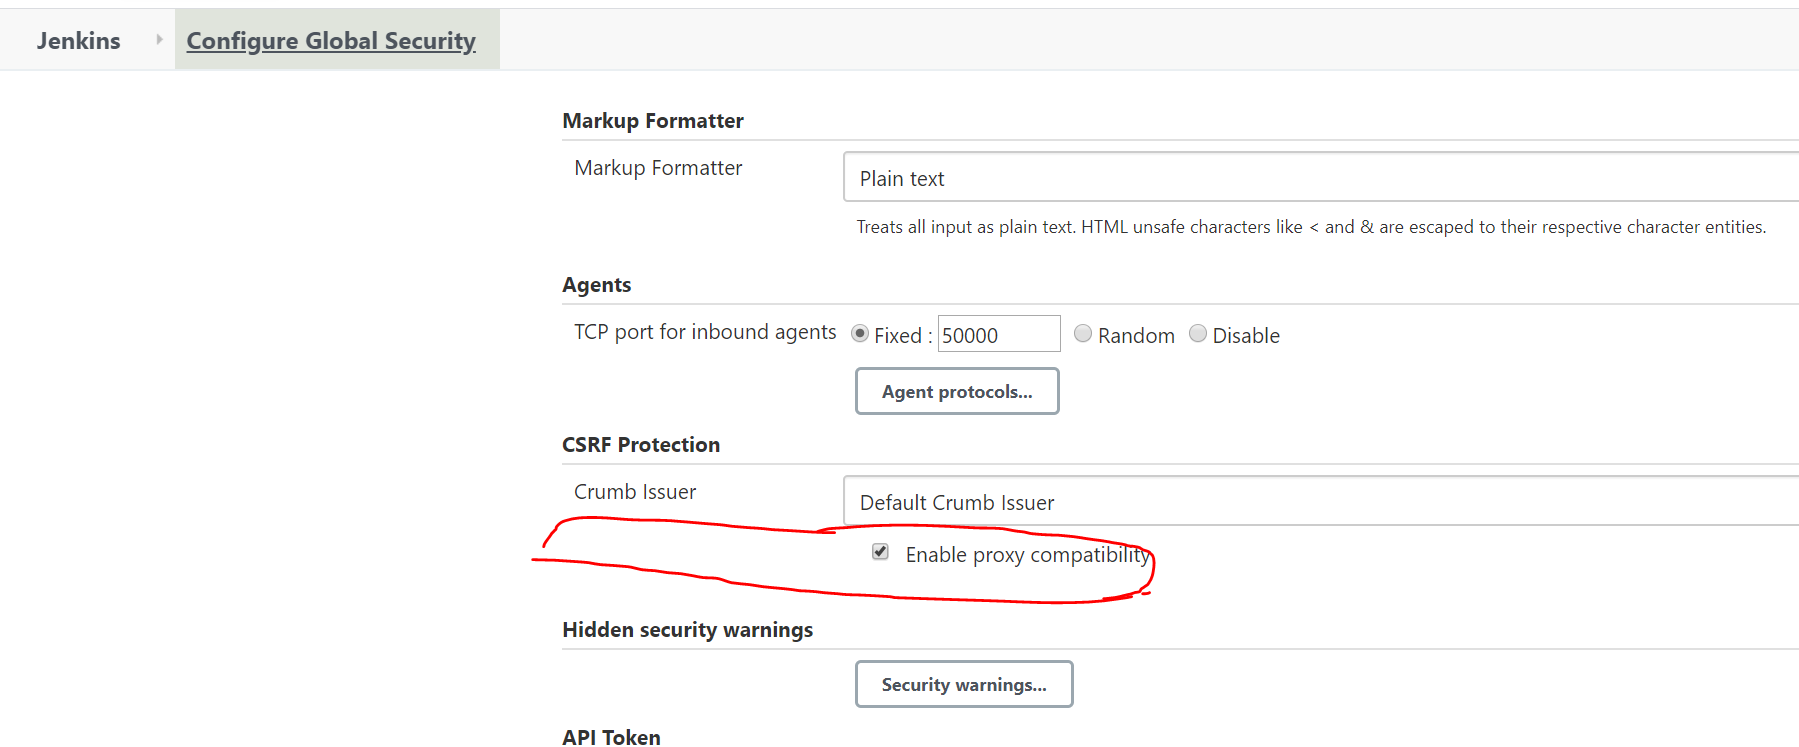 Jenkins Configure Global Security
Markup Formatter
Markup Formatter Plain text
Treats all input as plain text. HTML unsafe characters like < and & are escaped to their respective character entities.
Agents
TCP port for inbound agents Fixed : 50000 Random Disable
Agent protocols...
CSRF Protection
Crumb Issuer Default Crumb Issuer
Enable proxy compatibility
Hidden security warnings
Security warnings...
API Token